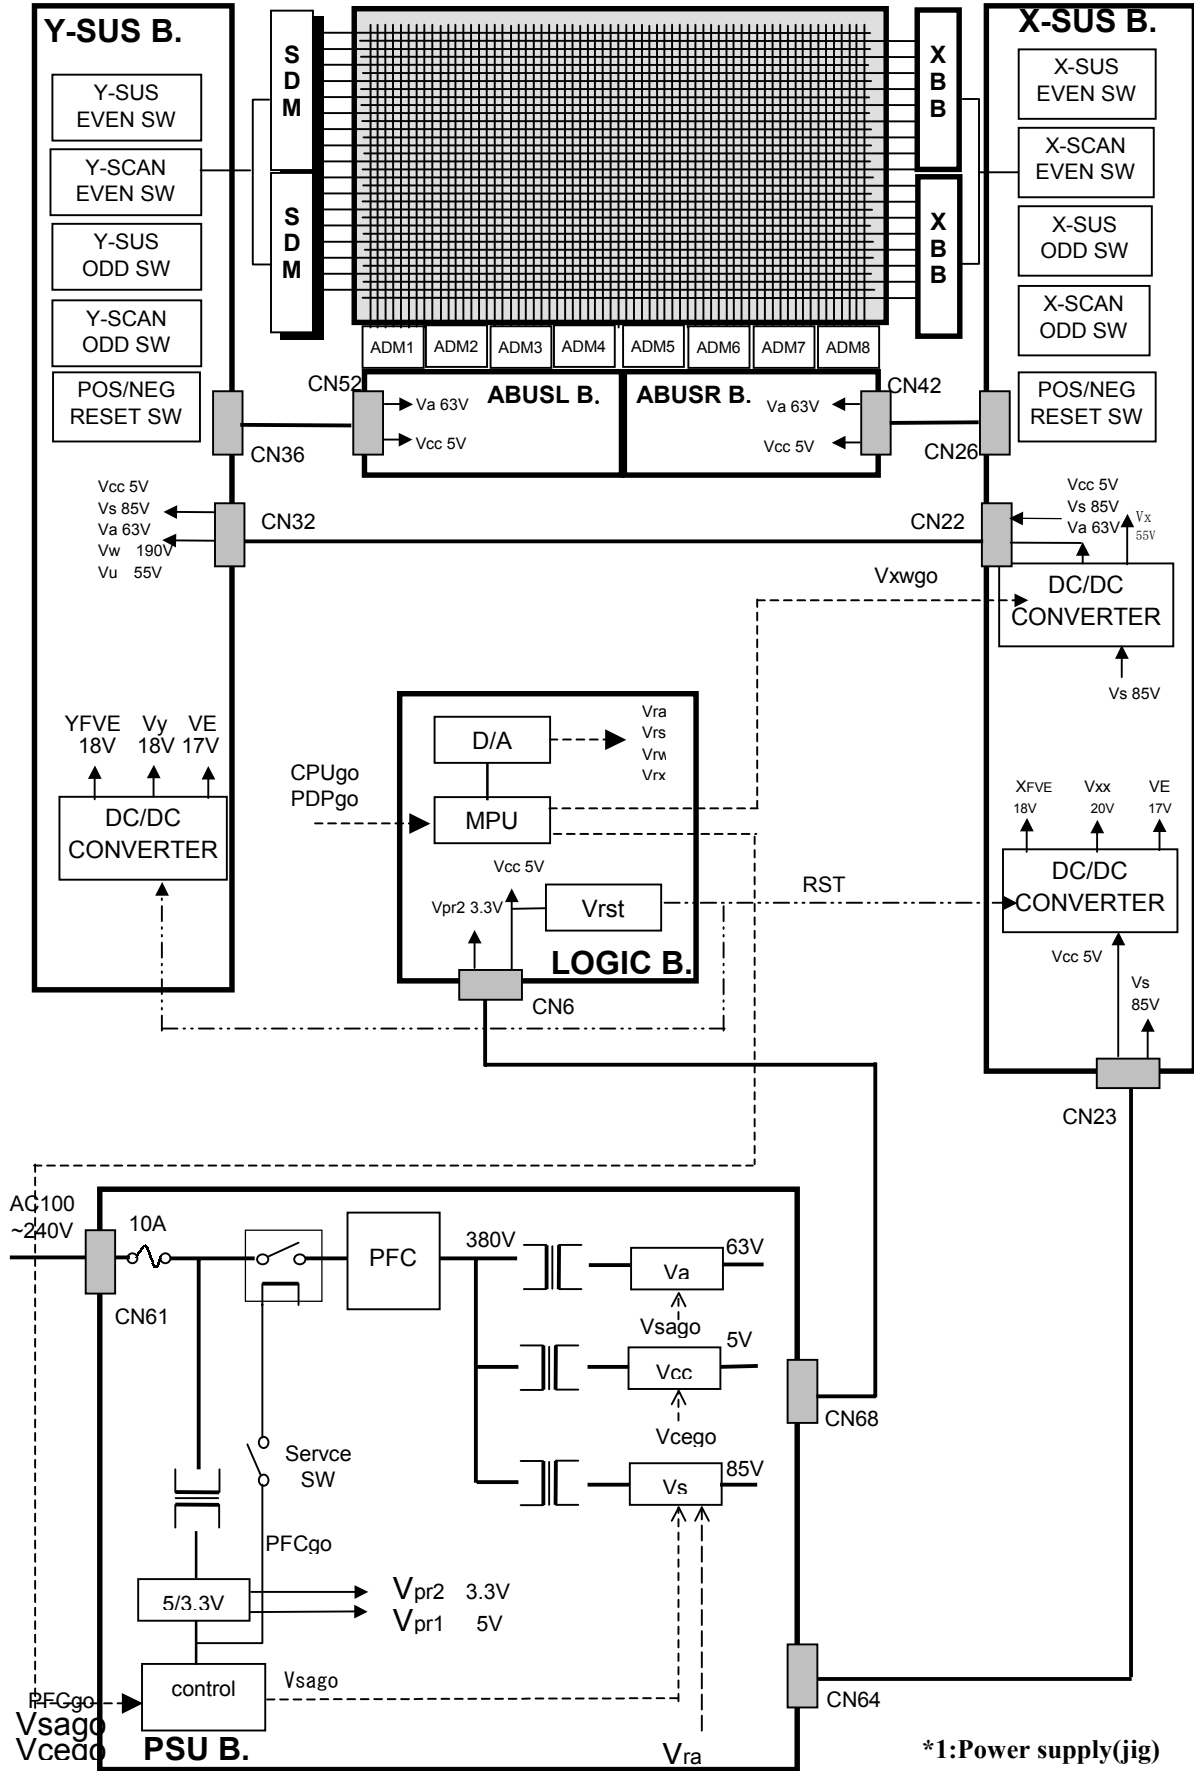 Y-SUS B.
X-SUS B.
Y-SUS
EVEN SW
Y-SCAN
EVEN SW
Y-SUS
ODD SW
Y-SCAN
ODD SW
POS/NEG
RESET SW
S
D
M
S
D
M
X
B
B
X
B
B
X-SUS
EVEN SW
X-SCAN
EVEN SW
X-SUS
ODD SW
X-SCAN
ODD SW
POS/NEG
RESET SW
ADM1
ADM2
ADM3
ADM4
ADM5
ADM6
ADM7
ADM8
CN52
ABUSL B.
ABUSR B.
CN42
Va 63V
Vcc 5V
Va 63V
Vcc 5V
CN36
CN26
Vcc 5V
Vs 85V
Va 63V
Vw 190V
Vu 55V
CN32
CN22
Vcc 5V
Vs 85V
Va 63V
Vx
55V
Vxwgo
DC/DC
CONVERTER
Vs 85V
YFVE
18V
Vy
18V
VE
17V
DC/DC
CONVERTER
CPUgo
PDPgo
D/A
MPU
Vra
Vrs
Vrw
Vrx
Vcc 5V
Vpr2 3.3V
Vrst
LOGIC B.
CN6
RST
XFVE
18V
Vxx
20V
VE
17V
DC/DC
CONVERTER
Vcc 5V
Vs
85V
CN23
AC100
~240V
10A
CN61
PFC
380V
Va
63V
Vsago
Vcc
5V
Vcego
Vs
85V
CN68
Servce
SW
PFCgo
5/3.3V
Vpr2 3.3V
Vpr1 5V
control
Vsago
CN64
PFCgo
Vsago
Vcego
PSU B.
Vra
*1:Power supply(jig)